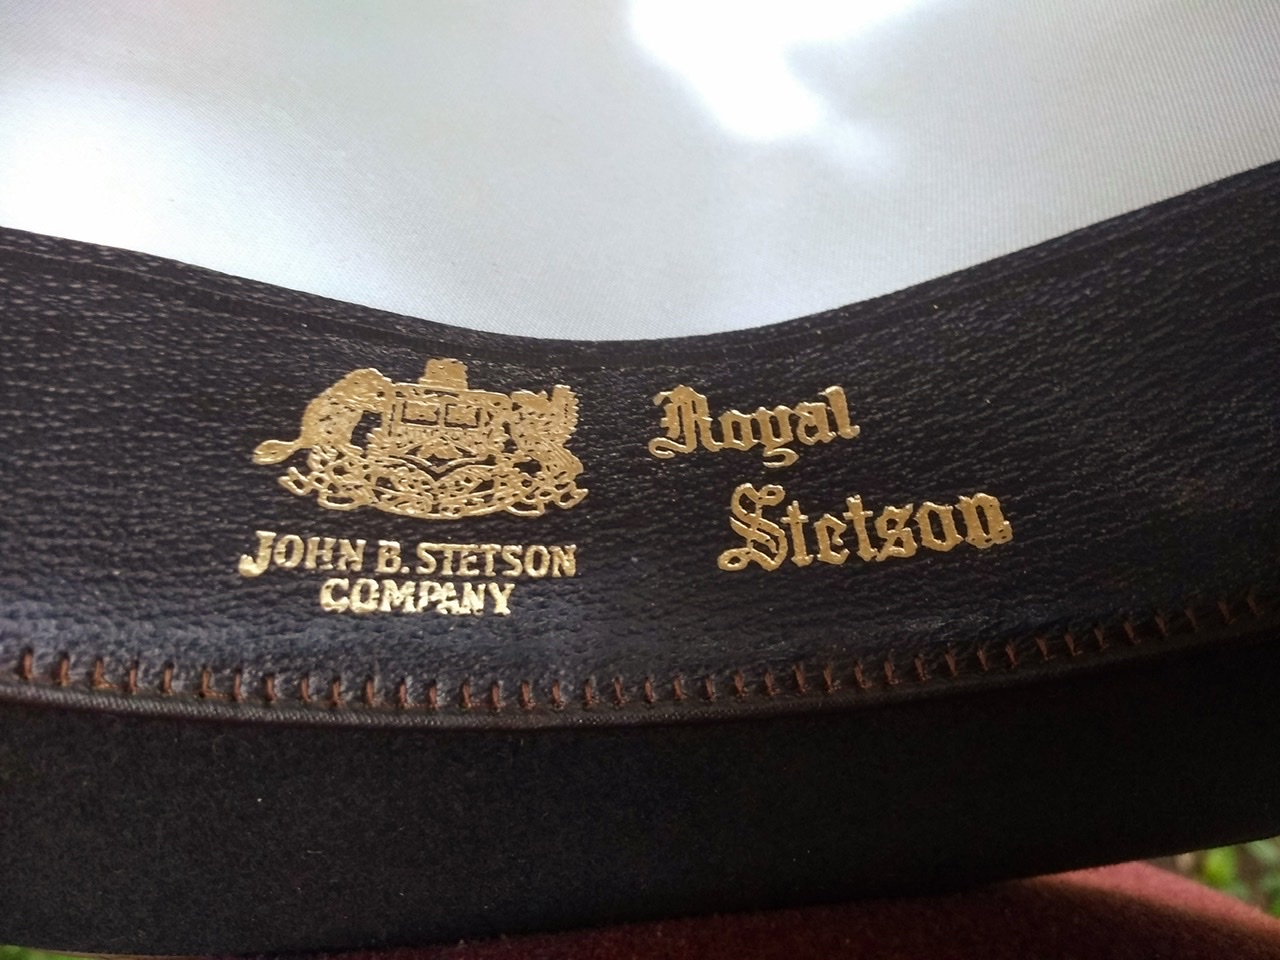 JOHN B. STETSON
COMPANY
Royal
Stetson